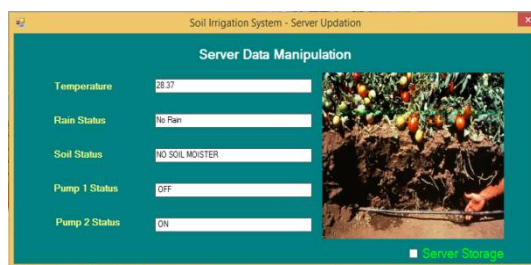 Soil Irrigation System - Server Updation
Server Data Manipulation
Temperature 28.37
Rain Status No Rain
Soil Status NO SOIL MOISTER
Pump 1 Status OFF
Pump 2 Status ON
Server Storage